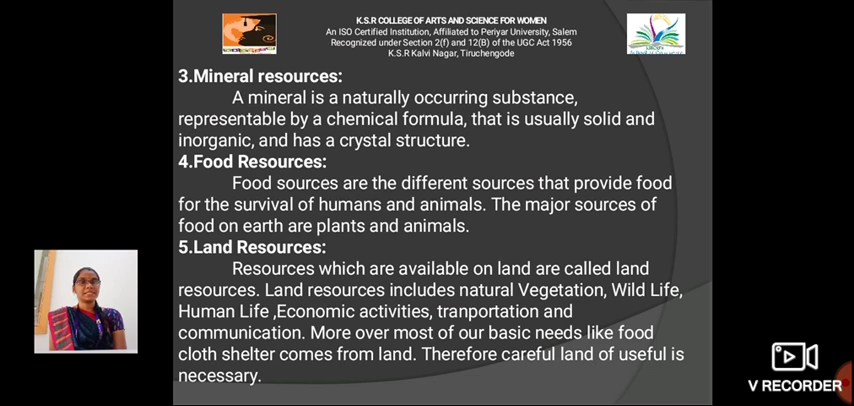 K.S.R COLLEGE OF ARTS AND SCIENCE FOR WOMEN
An ISO Certified Institution, Affiliated to Periyar University, Salem
Recognized under Section 2(f) and 12(B) of the UGC Act 1956
K.S.R Kalvi Nagar, Tiruchengode
3.Mineral resources:
A mineral is a naturally occurring substance,
representable by a chemical formula, that is usually solid and
inorganic, and has a crystal structure.
4.Food Resources:
Food sources are the different sources that provide food
for the survival of humans and animals. The major sources of
food on earth are plants and animals.
5.Land Resources:
Resources which are available on land are called land
resources. Land resources includes natural Vegetation, Wild Life,
Human Life ,Economic activities, tranportation and
communication. More over most of our basic needs like food
cloth shelter comes from land. Therefore careful land of useful is
necessary.
V RECORDER